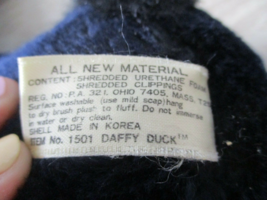 ALL NEW MATERIAL
CONTENT: SHREDDED URETHANE FOAM
SHREDDED CLIPPINGS
REG. NO: P.A. 321, OHIO 7405, MASS.
Surface washable (use mild soap) hang
to dry brush plush to fluff. Do not immerse
in water or dry clean.
SHELL MADE IN KOREA
ITEM No. 1501 DAFFY DUCK™